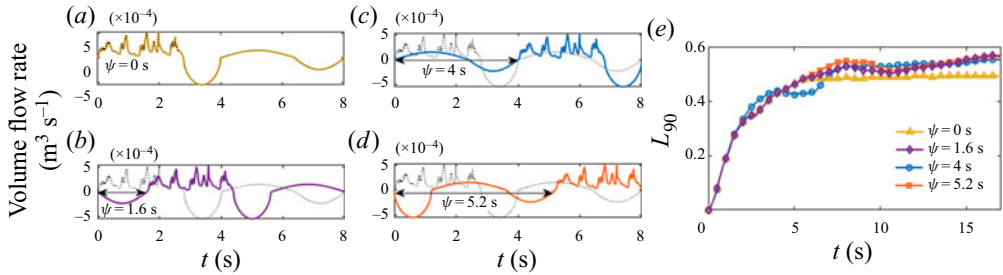 Volume flow rate
(m³ s⁻¹)
(a) (×10⁻⁴)
5
0
−5
ψ = 0 s
0 2 4 6 8
(b) (×10⁻⁴)
5
0
−5
ψ = 1.6 s
0 2 4 6 8
t (s)
(c) (×10⁻⁴)
5
0
−5
ψ = 4 s
0 2 4 6 8
(d) (×10⁻⁴)
5
0
−5
ψ = 5.2 s
0 2 4 6 8
t (s)
(e)
L₉₀
0.6
0.4
0.2
0 5 10 15
t (s)
ψ = 0 s
ψ = 1.6 s
ψ = 4 s
ψ = 5.2 s